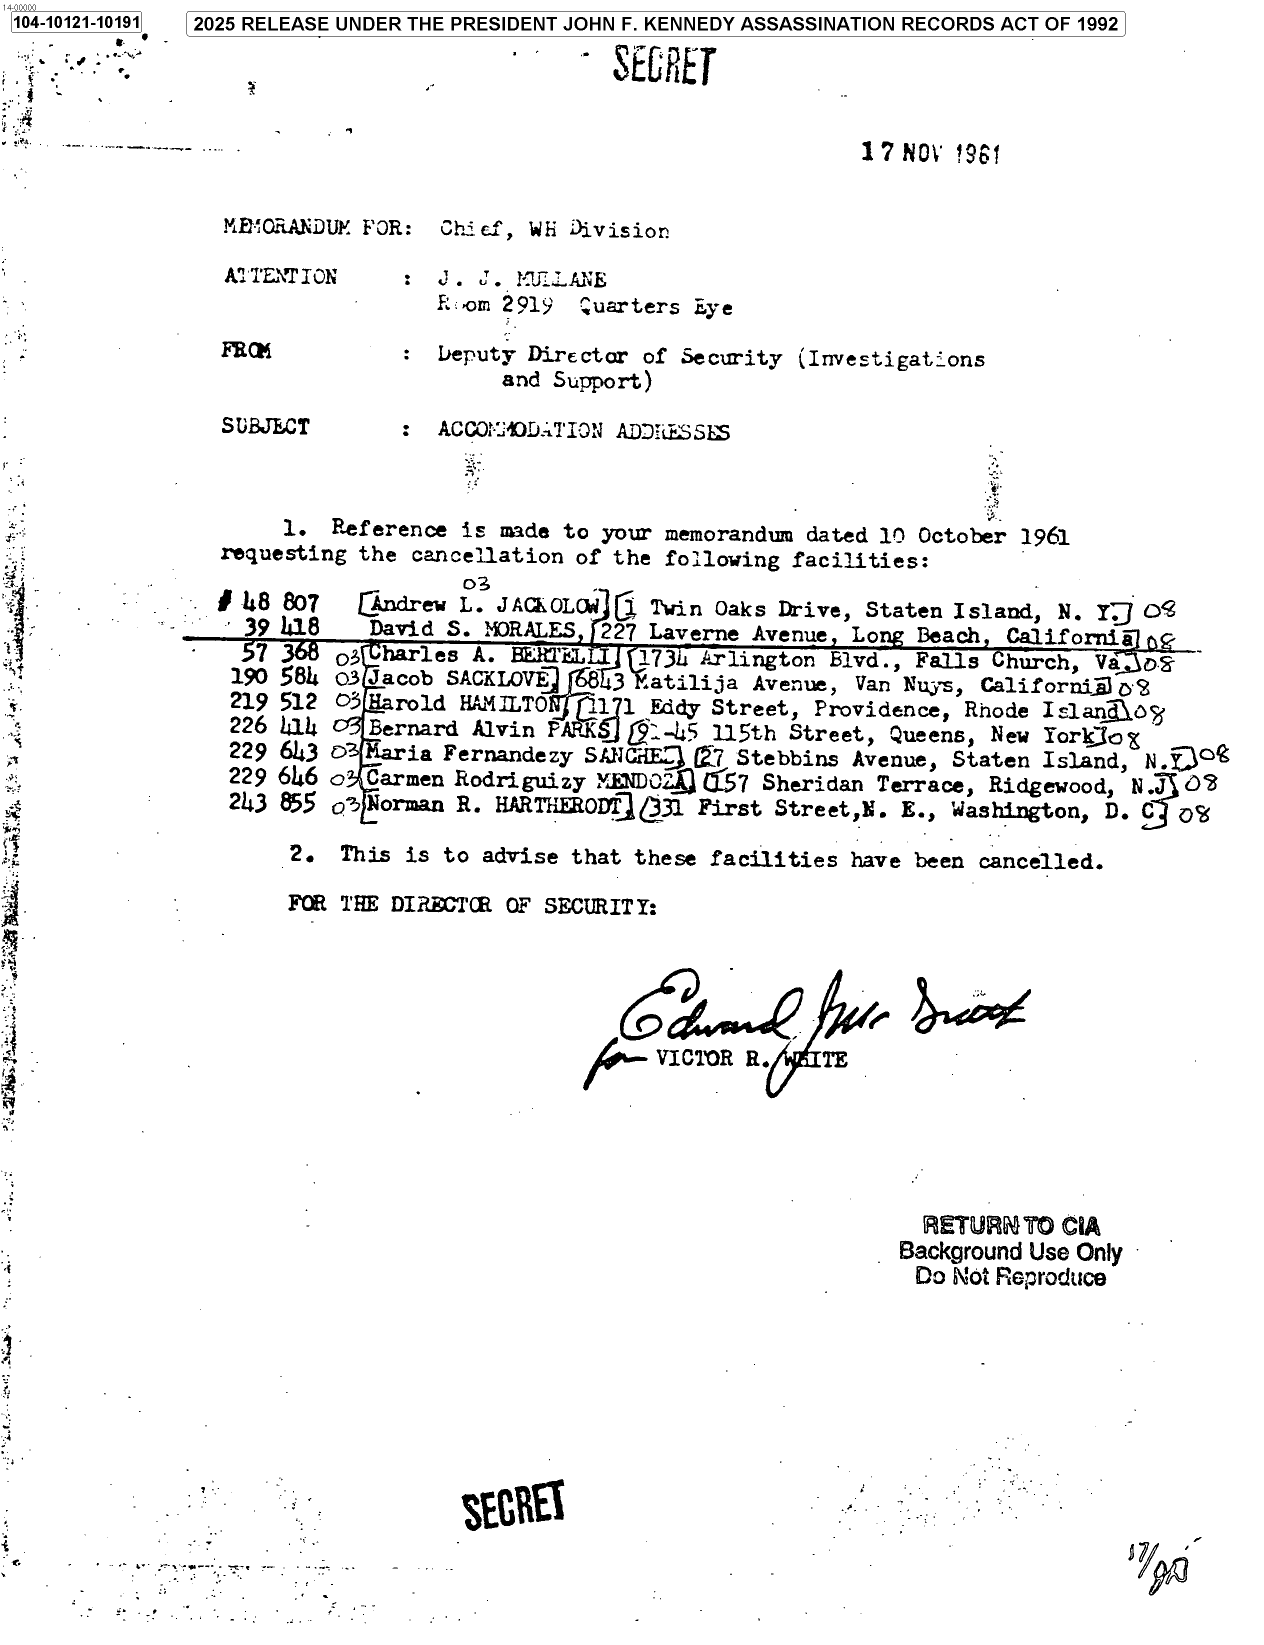 14-00000
104-10121-10191
2025 RELEASE UNDER THE PRESIDENT JOHN F. KENNEDY ASSASSINATION RECORDS ACT OF 1992
SECRET
17 NOV 1961
MEMORANDUM FOR: Chief, WH Division
ATTENTION : J. J. MULLANE
Room 2919 Quarters Eye
FROM : Deputy Director of Security (Investigations
and Support)
SUBJECT : ACCOMMODATION ADDRESSES
1. Reference is made to your memorandum dated 10 October 1961
requesting the cancellation of the following facilities:
03
# 48 807 [Andrew L. JACKOLOW] [1 Twin Oaks Drive, Staten Island, N. Y.] 08
39 418 David S. MORALES, [227 Laverne Avenue, Long Beach, California] 08
57 368 03 [Charles A. BERTELLI] [1734 Arlington Blvd., Falls Church, Va.] 08
190 584 03 [Jacob SACKLOVE] [6843 Matilija Avenue, Van Nuys, California] 08
219 512 03 [Harold HAMILTON] [1171 Eddy Street, Providence, Rhode Island] 08
226 414 03 [Bernard Alvin PARKS] 115th Street, Queens, New York] 08
229 643 03 [Maria Fernandezy SANCHEZ] [27 Stebbins Avenue, Staten Island, N.Y.] 08
229 646 03 [Carmen Rodriguizy MENDOZA] [157 Sheridan Terrace, Ridgewood, N.J] 08
243 855 03 [Norman R. HARTHERODT] [331 First Street,N. E., Washington, D. C] 08
2. This is to advise that these facilities have been cancelled.
FOR THE DIRECTOR OF SECURITY:
Edward
for VICTOR R. WHITE
RETURN TO CIA
Background Use Only
Do Not Reproduce
SECRET
17/